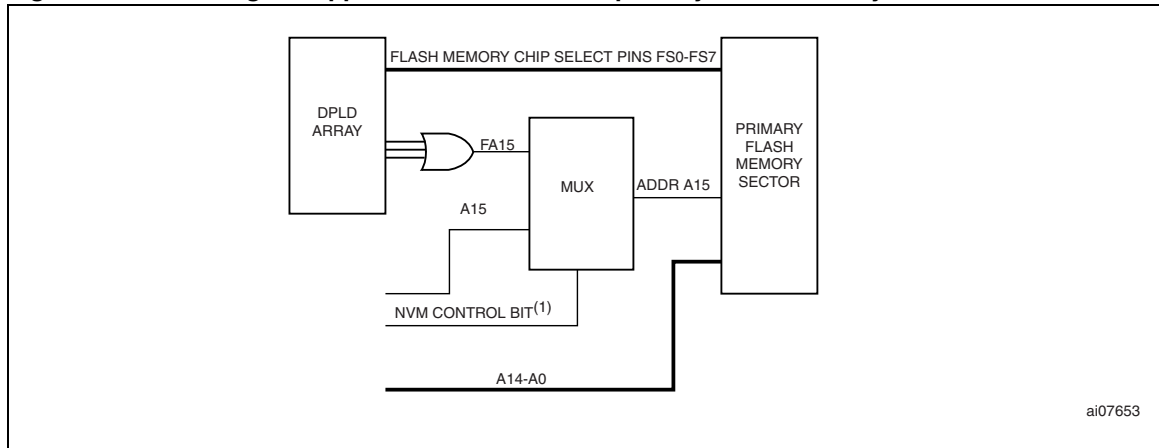 FLASH MEMORY CHIP SELECT PINS FS0-FS7
DPLD
ARRAY
FA15
MUX
ADDR A15
PRIMARY
FLASH
MEMORY
SECTOR
A15
NVM CONTROL BIT(1)
A14-A0
ai07653